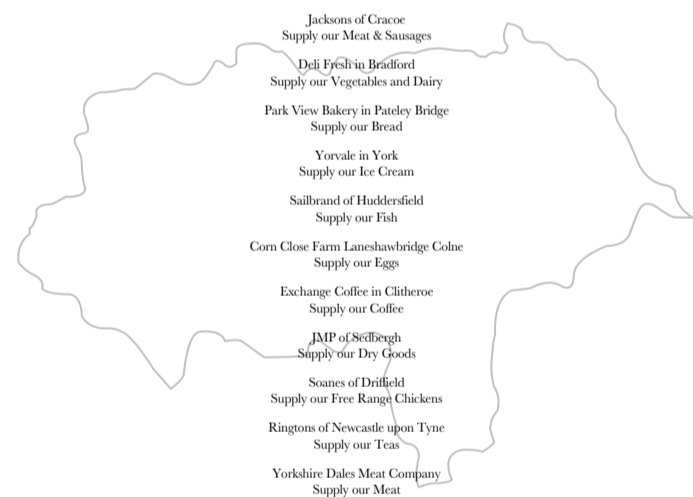 Jacksons of Cracoe
Supply our Meat & Sausages
Deli Fresh in Bradford
Supply our Vegetables and Dairy
Park View Bakery in Pateley Bridge
Supply our Bread
Yorvale in York
Supply our Ice Cream
Sailbrand of Huddersfield
Supply our Fish
Corn Close Farm Laneshawbridge Colne
Supply our Eggs
Exchange Coffee in Clitheroe
Supply our Coffee
JMP of Sedbergh
Supply our Dry Goods
Soanes of Driffield
Supply our Free Range Chickens
Ringtons of Newcastle upon Tyne
Supply our Teas
Yorkshire Dales Meat Company
Supply our Meat